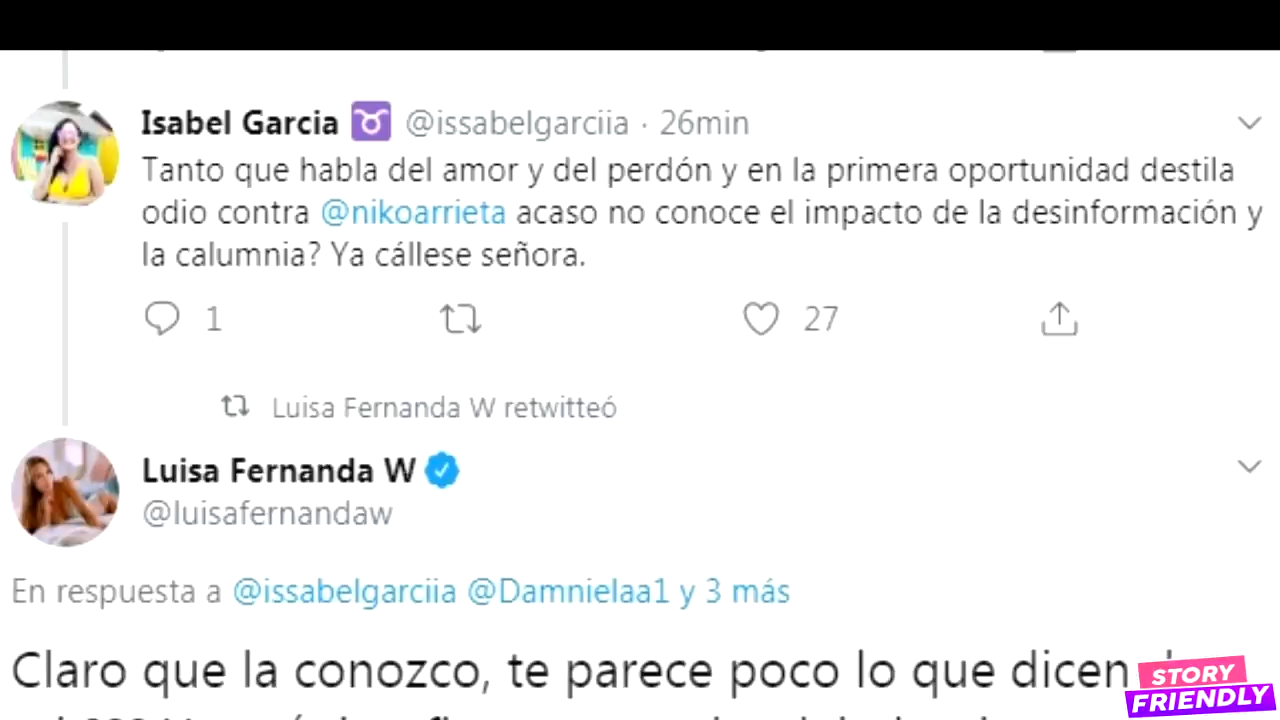 Isabel Garcia @issabelgarciia · 26min
Tanto que habla del amor y del perdón y en la primera oportunidad destila
odio contra @nikoarrieta acaso no conoce el impacto de la desinformación y
la calumnia? Ya cállese señora.
1 27
Luisa Fernanda W retwitteó
Luisa Fernanda W
@luisafernandaw
En respuesta a @issabelgarciia @Damnielaa1 y 3 más
Claro que la conozco, te parece poco lo que dicen
STORY
FRIENDLY